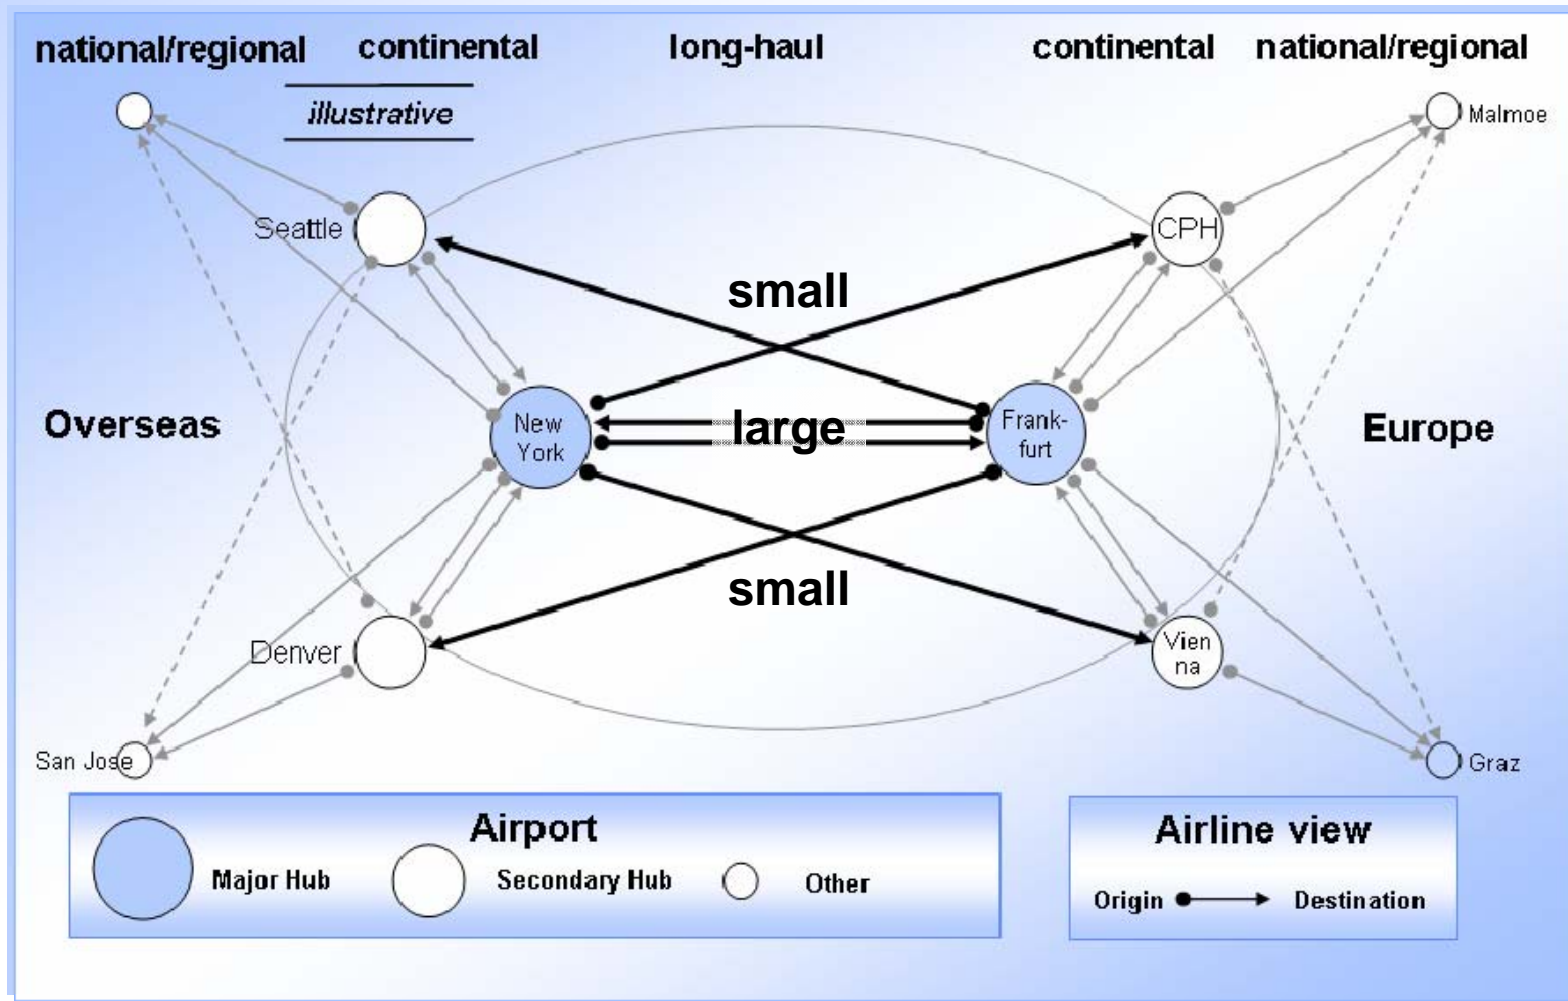 national/regional continental long-haul continental national/regional
illustrative
Malmoe
Seattle
CPH
small
New
York
large
Frank-
furt
Overseas
Europe
small
Denver
Vien
na
San Jose
Graz
Airport
Major Hub
Secondary Hub
Other
Airline view
Origin
Destination